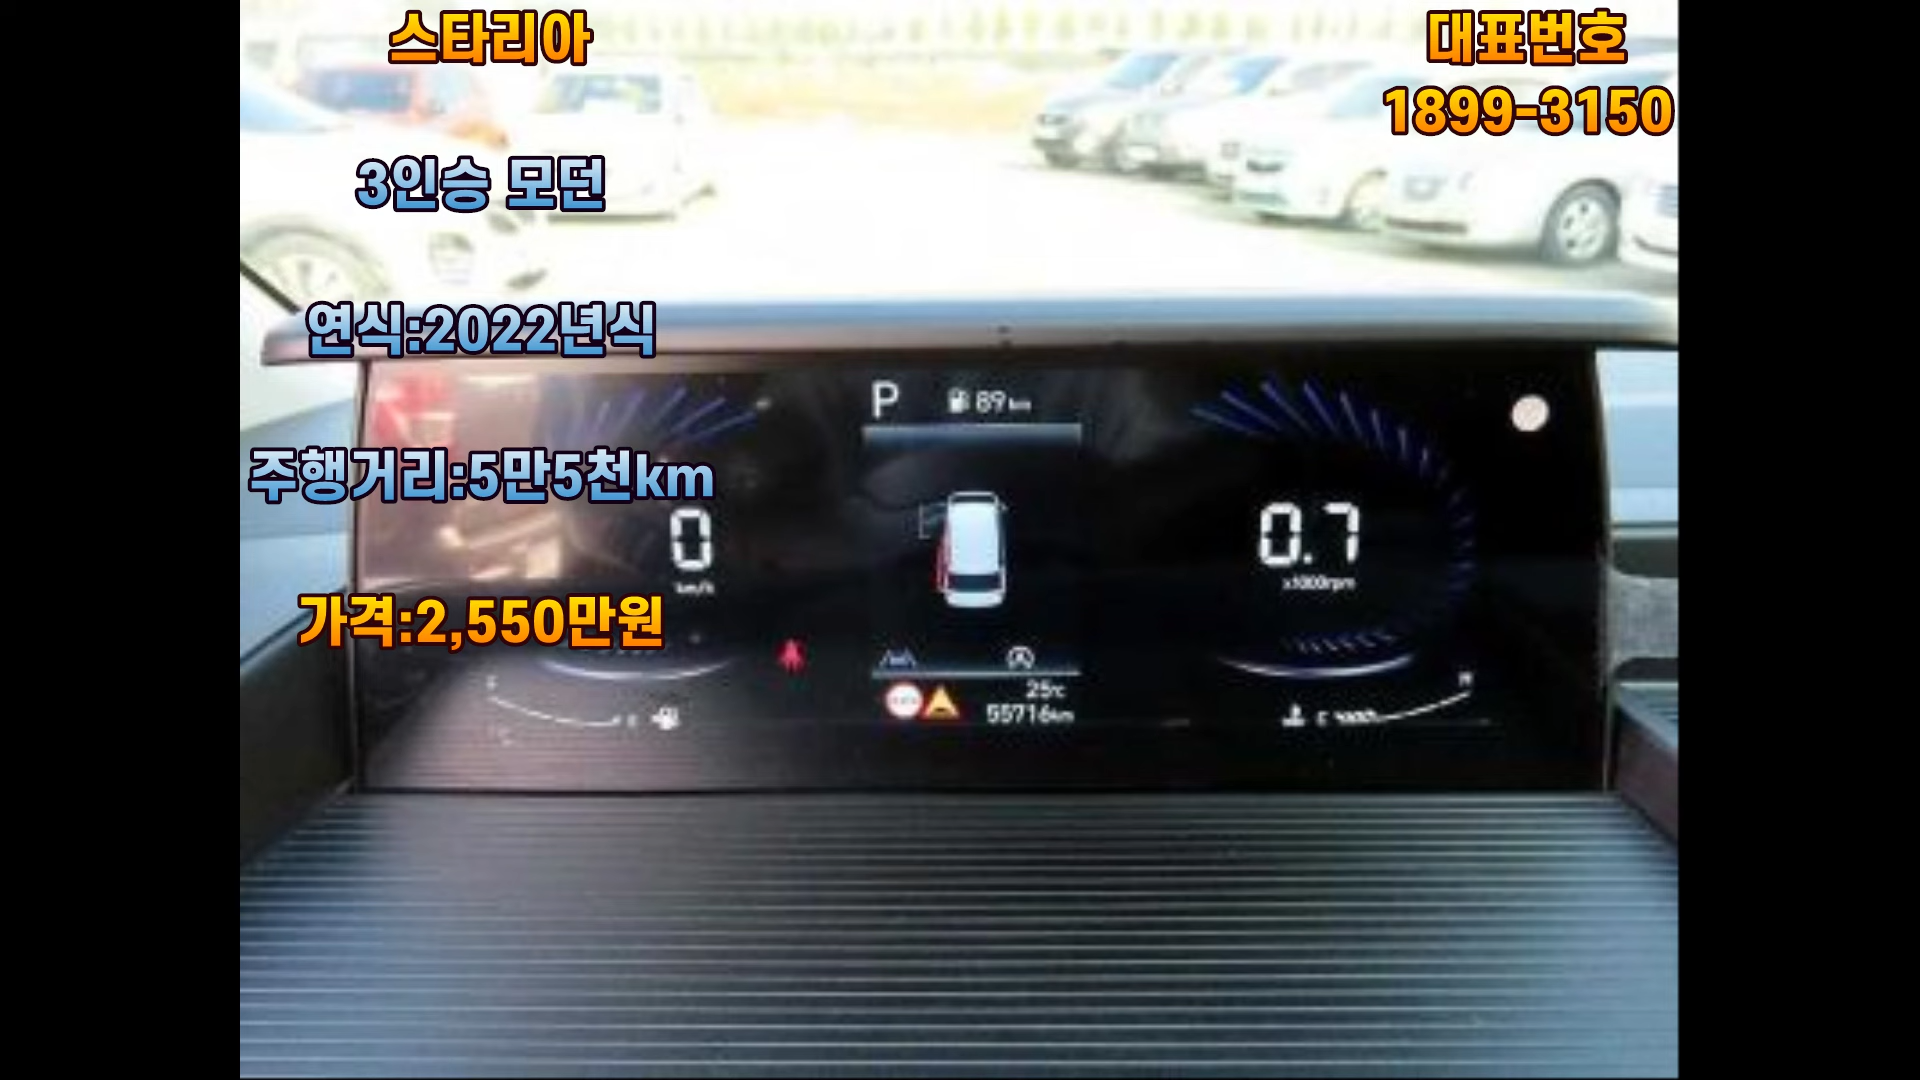 스타리아
대표번호
1899-3150
3인승 모던
연식:2022년식
주행거리:5만5천km
가격:2,550만원
P
89km
0
km/h
0.7
x1000rpm
25℃
55716km